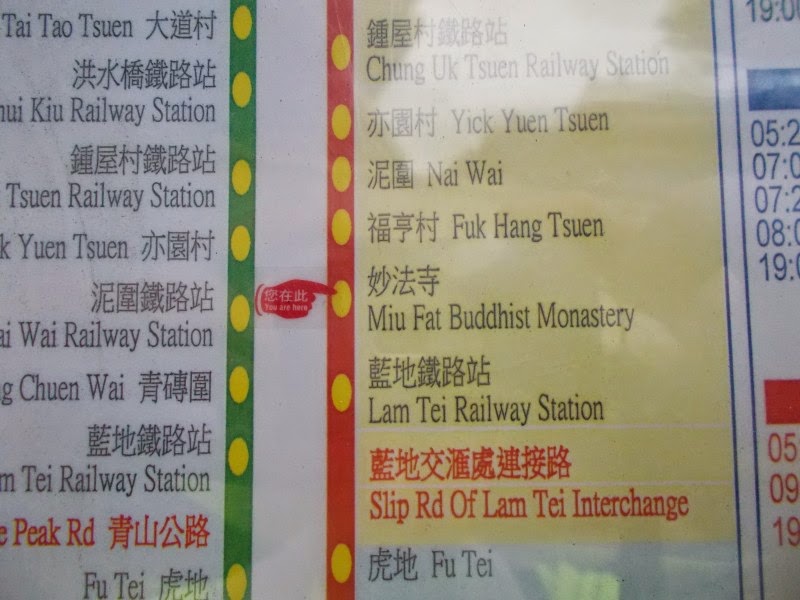 Tai Tao Tsuen 大道村
洪水橋鐵路站
hui Kiu Railway Station
鍾屋村鐵路站
Tsuen Railway Station
k Yuen Tsuen 亦園村
泥圍鐵路站
ai Wai Railway Station
g Chuen Wai 青磚圍
藍地鐵路站
m Tei Railway Station
e Peak Rd 青山公路
Fu Tei 虎地
您在此
You are here
鍾屋村鐵路站
Chung Uk Tsuen Railway Station
亦園村 Yick Yuen Tsuen
泥圍 Nai Wai
福亨村 Fuk Hang Tsuen
妙法寺
Miu Fat Buddhist Monastery
藍地鐵路站
Lam Tei Railway Station
藍地交滙處連接路
Slip Rd Of Lam Tei Interchange
虎地 Fu Tei
19:00
05:2
07:0
07:2
08:0
19:0
05
09
19